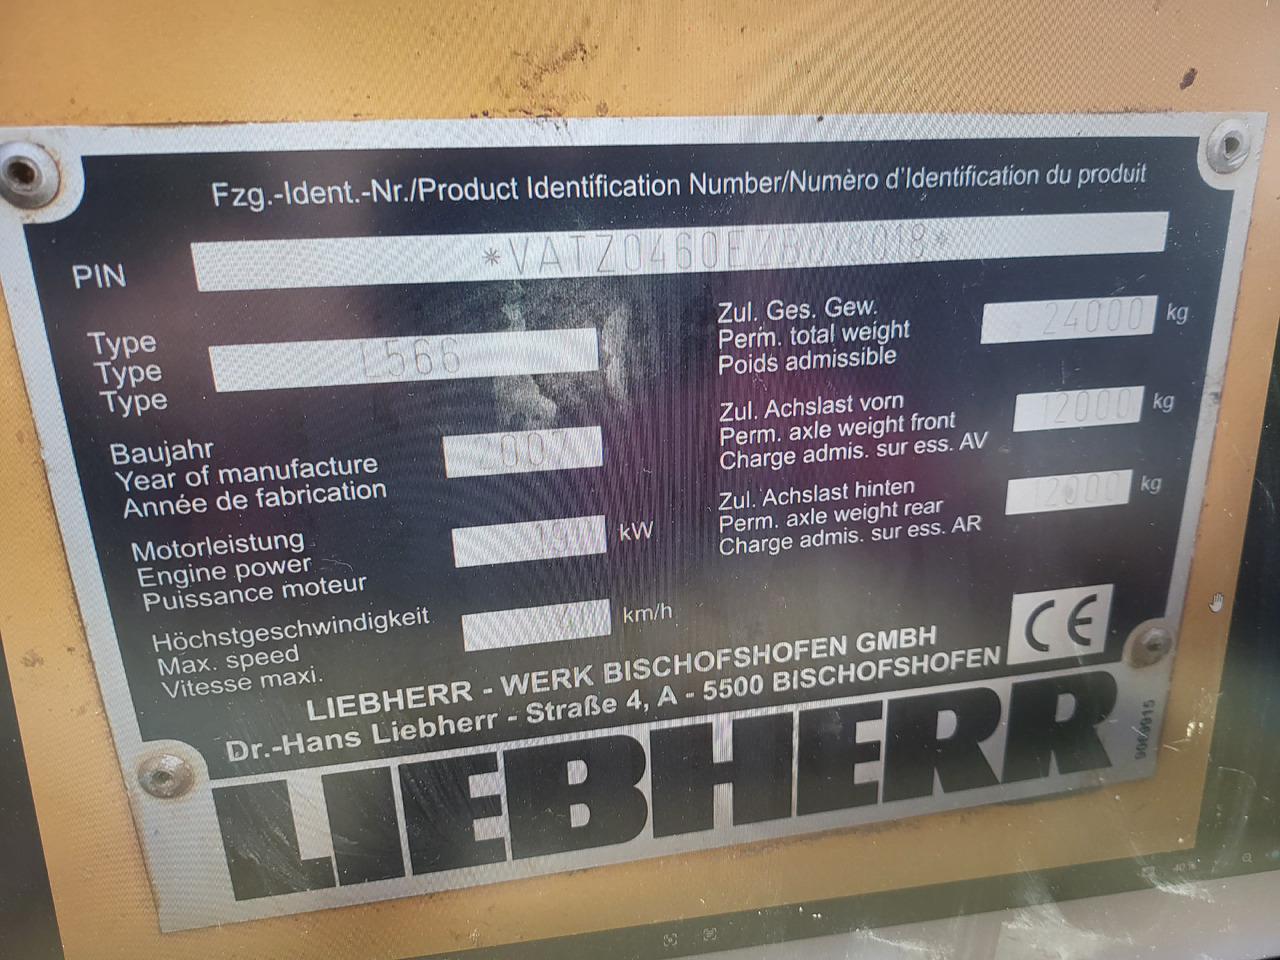 Fzg.-Ident.-Nr./Product Identification Number/Numèro d'Identification du produit
PIN
Type
Type
Type
L566
Baujahr
Year of manufacture
Année de fabrication
Motorleistung
Engine power
Puissance moteur
kW
Höchstgeschwindigkeit
Max. speed
Vitesse maxi.
km/h
Zul. Ges. Gew.
Perm. total weight
Poids admissible
24000 kg
Zul. Achslast vorn
Perm. axle weight front
Charge admis. sur ess. AV
12000 kg
Zul. Achslast hinten
Perm. axle weight rear
Charge admis. sur ess. AR
12000 kg
LIEBHERR - WERK BISCHOFSHOFEN GMBH
Dr.-Hans Liebherr - Straße 4, A - 5500 BISCHOFSHOFEN
CE
LIEBHERR